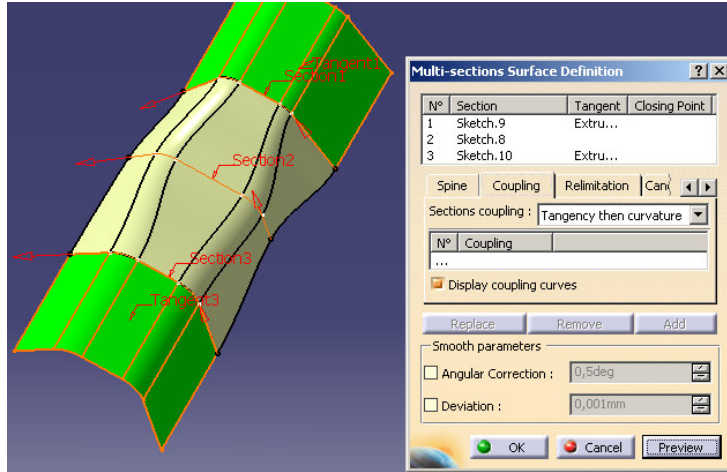 Tangent1
Section1
Section2
Section3
Tangent3
Multi-sections Surface Definition
N° Section Tangent Closing Point
1 Sketch.9 Extru...
2 Sketch.8
3 Sketch.10 Extru...
Spine Coupling Relimitation
Sections coupling : Tangency then curvature
N° Coupling
...
Display coupling curves
Replace Remove Add
Smooth parameters
Angular Correction : 0,5deg
Deviation : 0,001mm
OK Cancel Preview